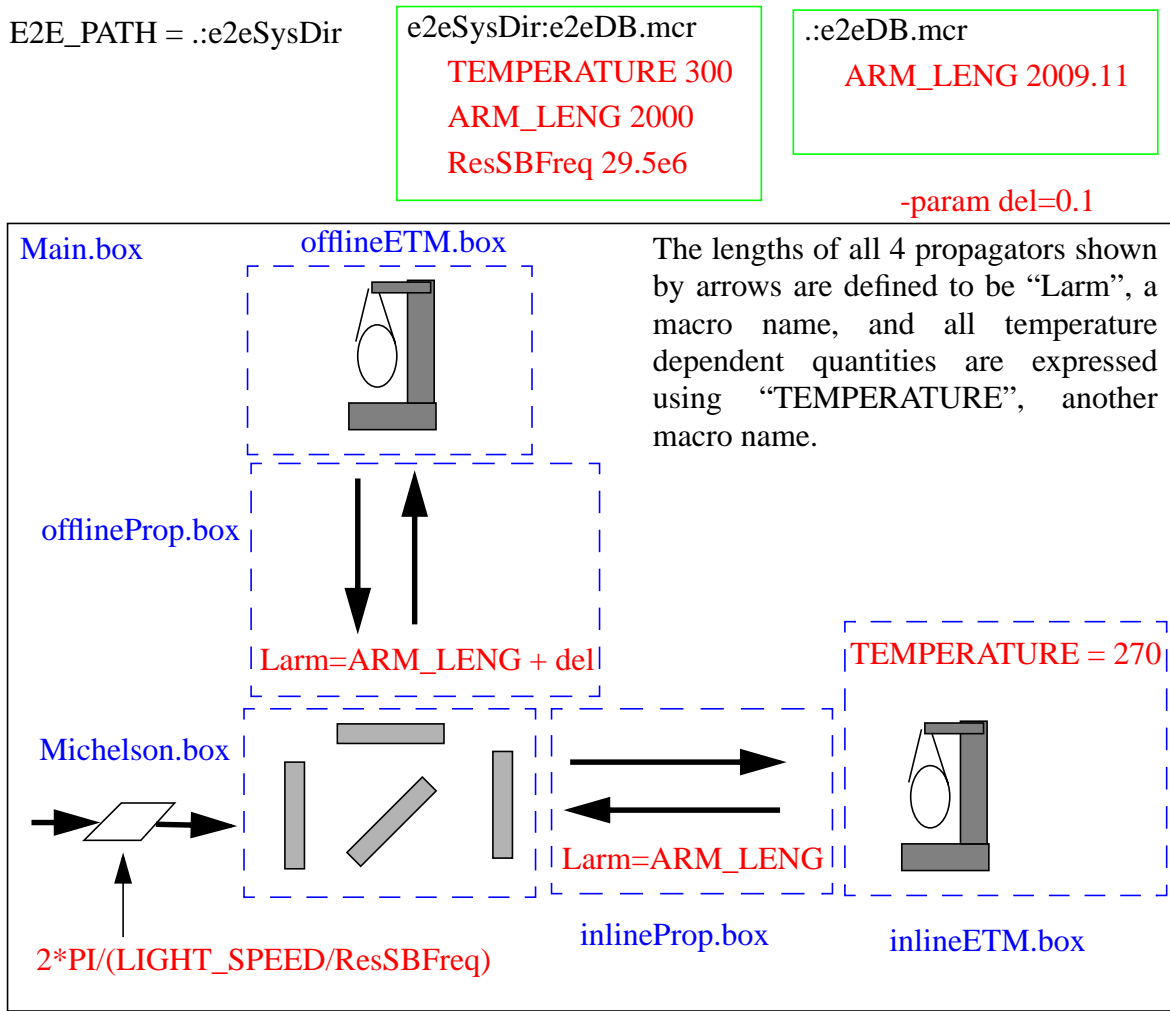 E2E_PATH = .:e2eSysDir
e2eSysDir:e2eDB.mcr
TEMPERATURE 300
ARM_LENG 2000
ResSBFreq 29.5e6
.:e2eDB.mcr
ARM_LENG 2009.11
-param del=0.1
Main.box
offlineETM.box
The lengths of all 4 propagators shown
by arrows are defined to be “Larm”, a
macro name, and all temperature
dependent quantities are expressed
using “TEMPERATURE”, another
macro name.
offlineProp.box
Larm=ARM_LENG + del
TEMPERATURE = 270
Michelson.box
Larm=ARM_LENG
inlineProp.box
inlineETM.box
2*PI/(LIGHT_SPEED/ResSBFreq)